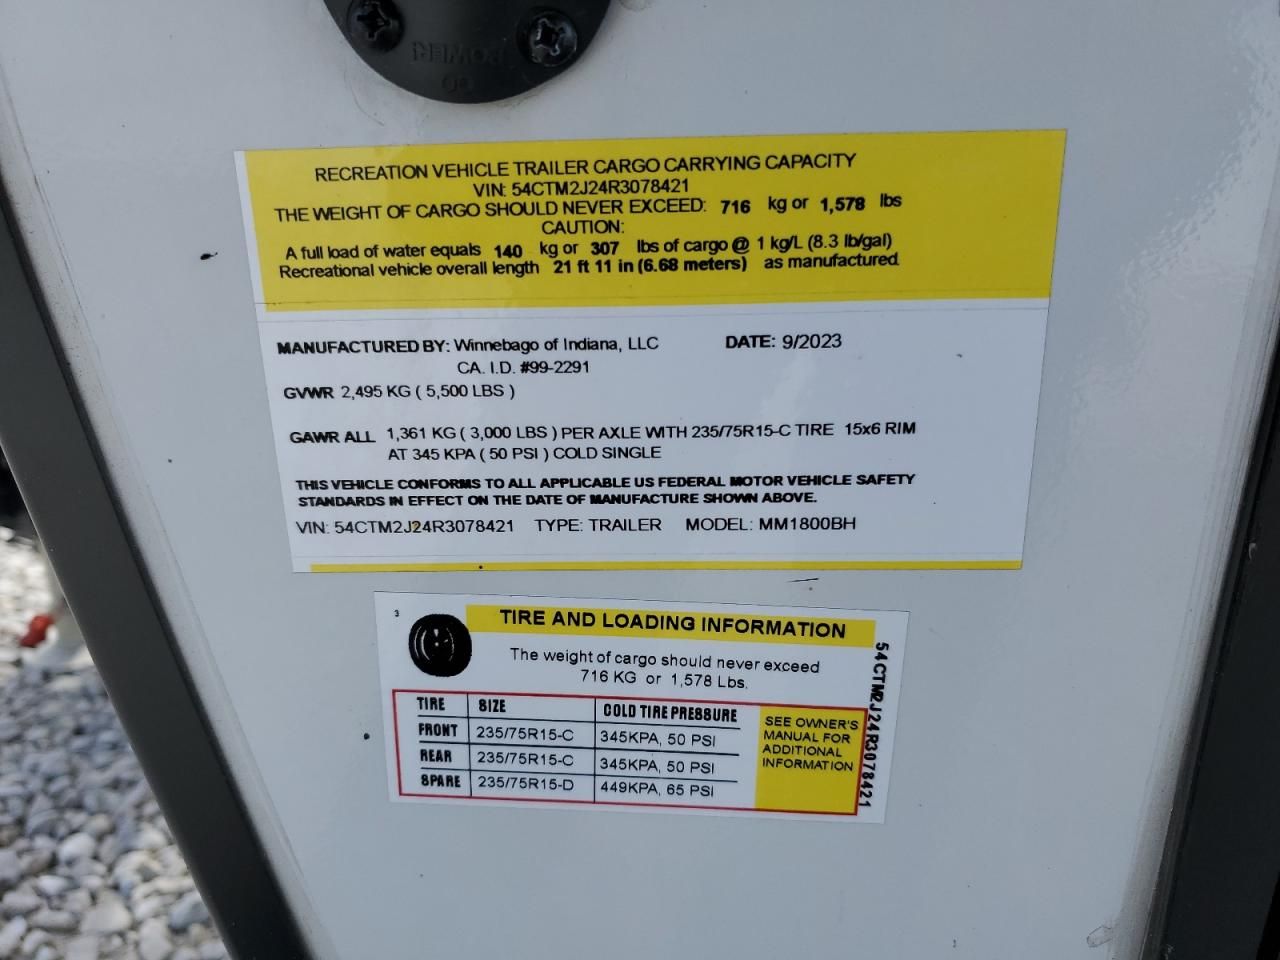 GO
POWER
RECREATION VEHICLE TRAILER CARGO CARRYING CAPACITY
VIN: 54CTM2J24R3078421
THE WEIGHT OF CARGO SHOULD NEVER EXCEED: 716 kg or 1,578 lbs
CAUTION:
A full load of water equals 140 kg or 307 lbs of cargo @ 1 kg/L (8.3 lb/gal)
Recreational vehicle overall length 21 ft 11 in (6.68 meters) as manufactured.
MANUFACTURED BY: Winnebago of Indiana, LLC DATE: 9/2023
CA. I.D. #99-2291
GVWR 2,495 KG ( 5,500 LBS )
GAWR ALL 1,361 KG ( 3,000 LBS ) PER AXLE WITH 235/75R15-C TIRE 15x6 RIM
AT 345 KPA ( 50 PSI ) COLD SINGLE
THIS VEHICLE CONFORMS TO ALL APPLICABLE US FEDERAL MOTOR VEHICLE SAFETY
STANDARDS IN EFFECT ON THE DATE OF MANUFACTURE SHOWN ABOVE.
VIN: 54CTM2J24R3078421 TYPE: TRAILER MODEL: MM1800BH
3
TIRE AND LOADING INFORMATION
The weight of cargo should never exceed
716 KG or 1,578 Lbs.
TIRE SIZE COLD TIRE PRESSURE
FRONT 235/75R15-C 345KPA, 50 PSI
REAR 235/75R15-C 345KPA, 50 PSI
SPARE 235/75R15-D 449KPA, 65 PSI
SEE OWNER'S
MANUAL FOR
ADDITIONAL
INFORMATION
54CTM2J24R3078421